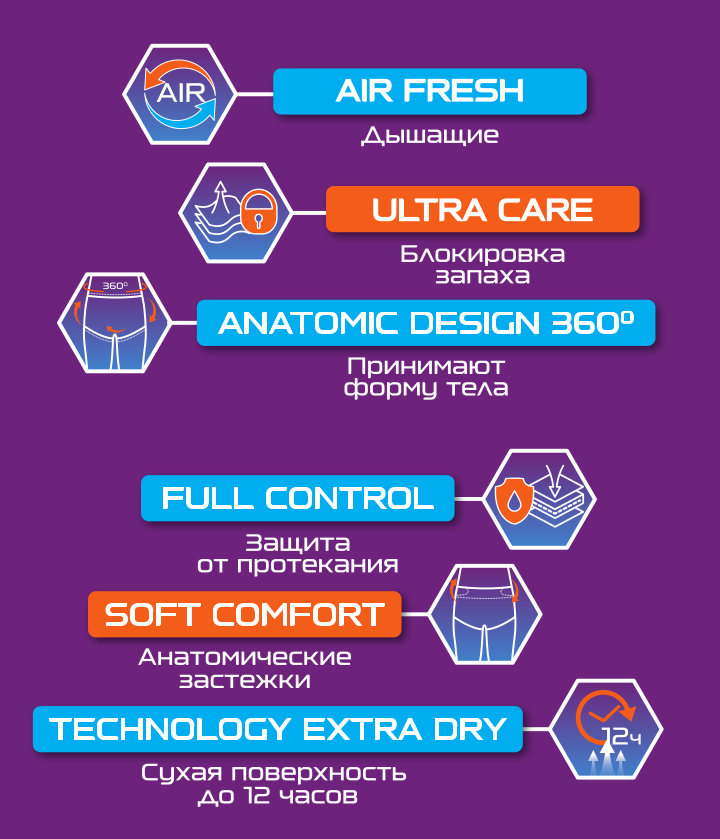 AIR
AIR FRESH
Дышащие
ULTRA CARE
Блокировка
запаха
360°
ANATOMIC DESIGN 360°
Принимают
форму тела
FULL CONTROL
Защита
от протекания
SOFT COMFORT
Анатомические
застежки
TECHNOLOGY EXTRA DRY
12ч
Сухая поверхность
до 12 часов